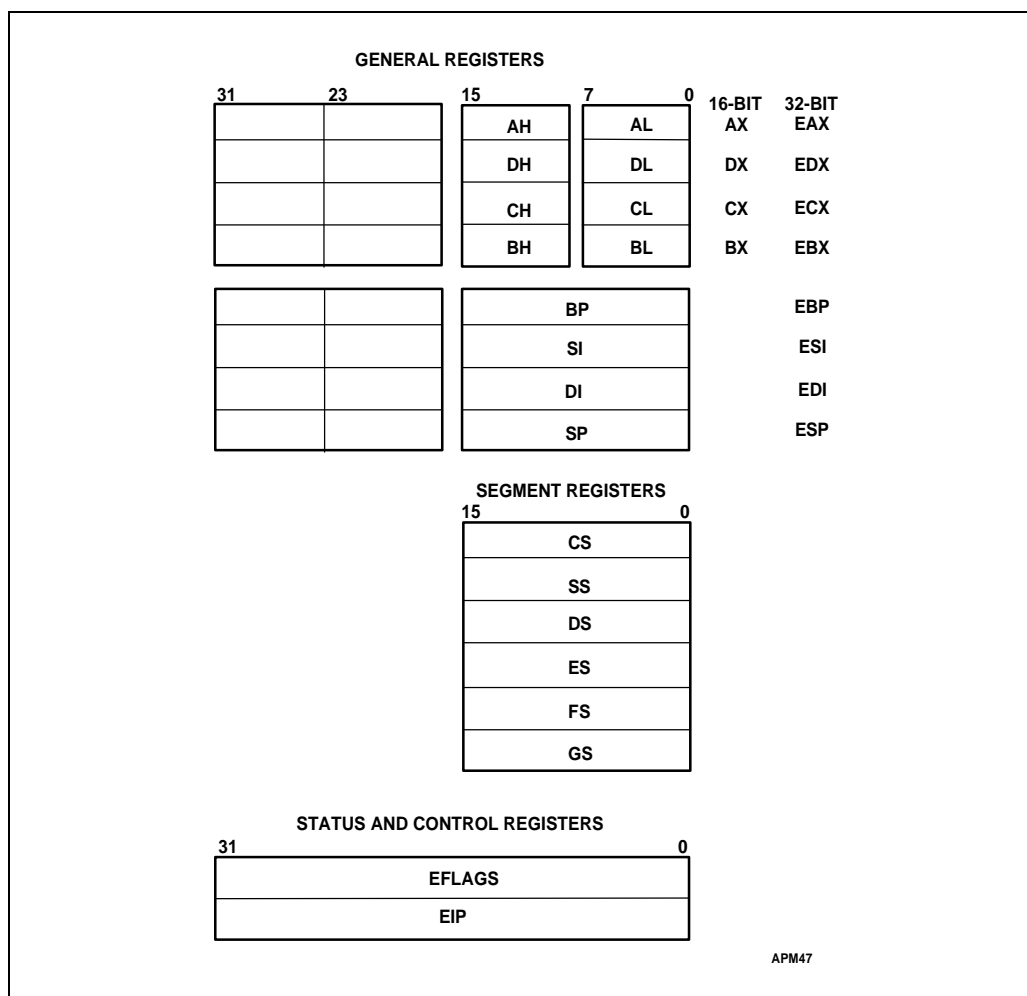 GENERAL REGISTERS
31 23 15 7 0 16-BIT 32-BIT
AH AL AX EAX
DH DL DX EDX
CH CL CX ECX
BH BL BX EBX
BP EBP
SI ESI
DI EDI
SP ESP
SEGMENT REGISTERS
15 0
CS
SS
DS
ES
FS
GS
STATUS AND CONTROL REGISTERS
31 0
EFLAGS
EIP
APM47